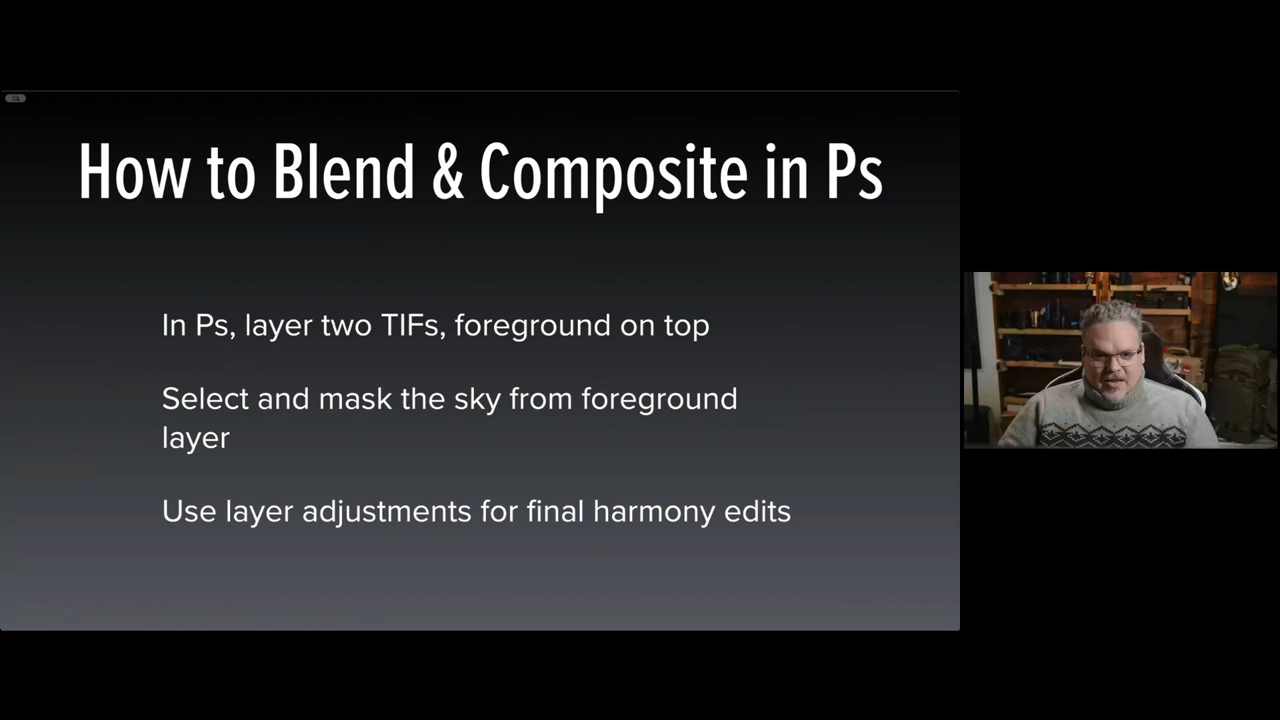 How to Blend & Composite in Ps
In Ps, layer two TIFs, foreground on top
Select and mask the sky from foreground
layer
Use layer adjustments for final harmony edits